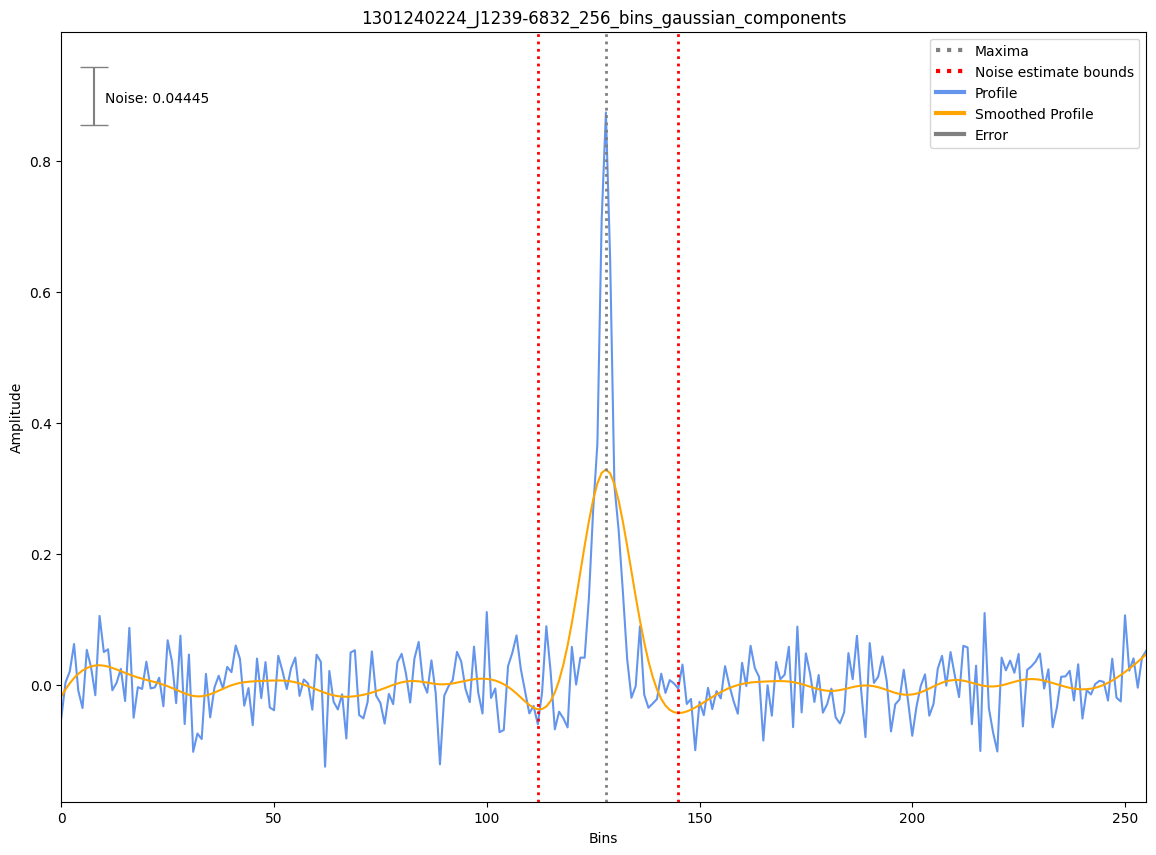 1301240224_J1239-6832_256_bins_gaussian_components
Maxima
Noise estimate bounds
Profile
Smoothed Profile
Error
Noise: 0.04445
0.8
0.6
0.4
0.2
0.0
Amplitude
0
50
100
150
200
250
Bins